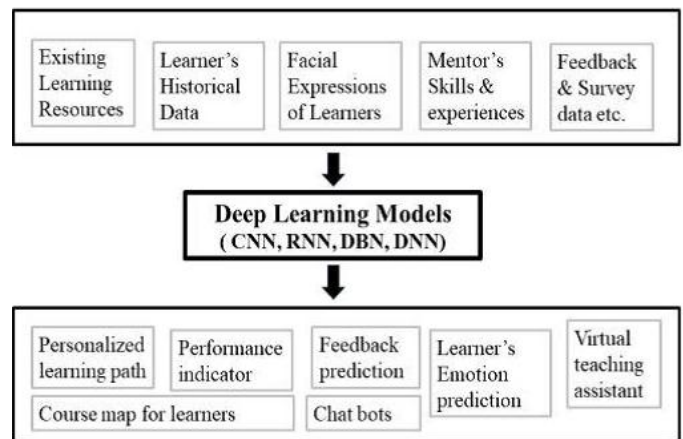 Existing
Learning
Resources
Learner's
Historical
Data
Facial
Expressions
of Learners
Mentor's
Skills &
experiences
Feedback
& Survey
data etc.
Deep Learning Models
( CNN, RNN, DBN, DNN)
Personalized
learning path
Performance
indicator
Feedback
prediction
Learner's
Emotion
prediction
Virtual
teaching
assistant
Course map for learners
Chat bots